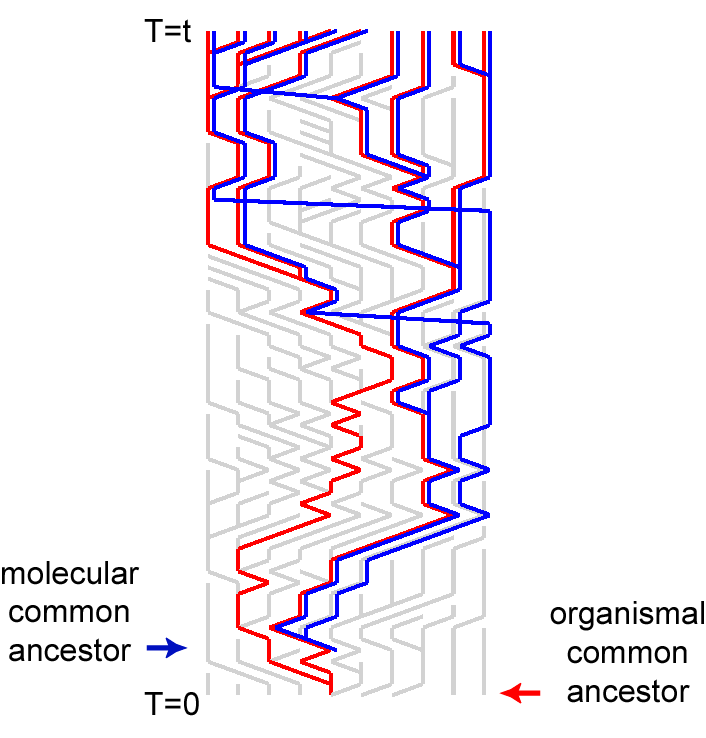 T=t
molecular
common
ancestor
organismal
common
ancestor
T=0